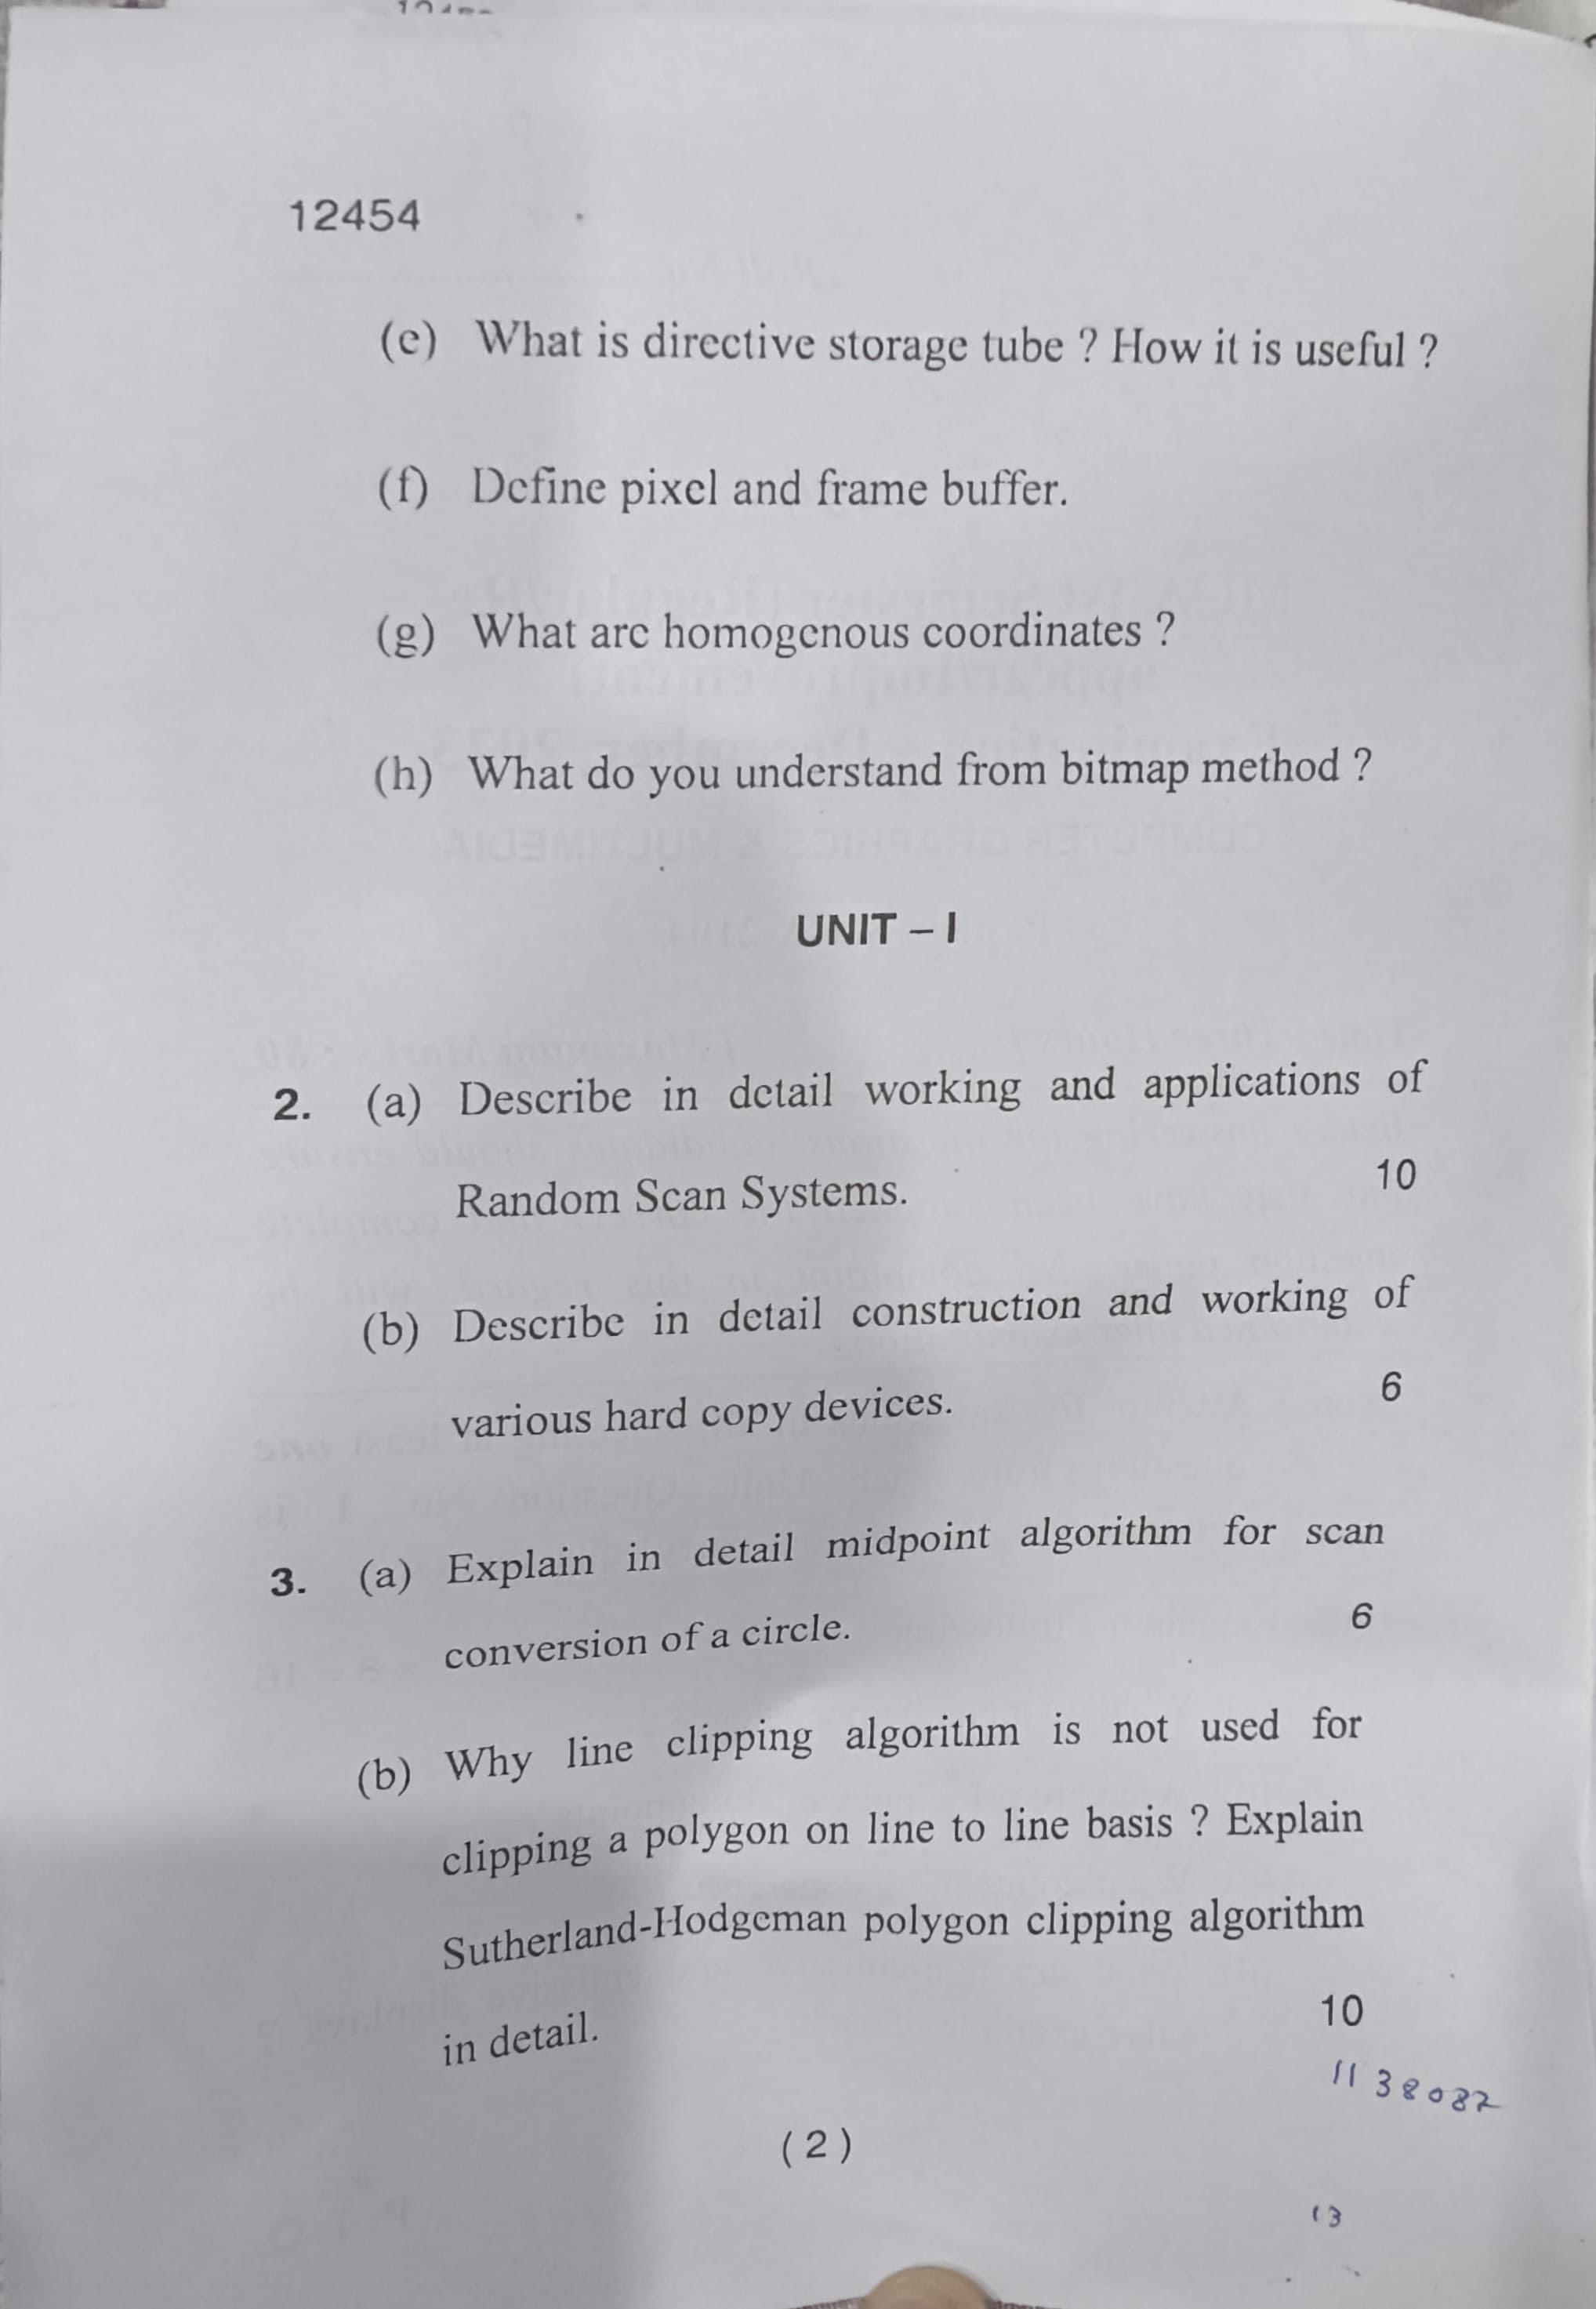 12454
(e) What is directive storage tube ? How it is useful ?
(f) Define pixel and frame buffer.
(g) What are homogenous coordinates ?
(h) What do you understand from bitmap method ?
UNIT – I
2. (a) Describe in detail working and applications of
Random Scan Systems. 10
(b) Describe in detail construction and working of
various hard copy devices. 6
3. (a) Explain in detail midpoint algorithm for scan
conversion of a circle. 6
(b) Why line clipping algorithm is not used for
clipping a polygon on line to line basis ? Explain
Sutherland-Hodgeman polygon clipping algorithm
in detail. 10
1138087
(2)
13